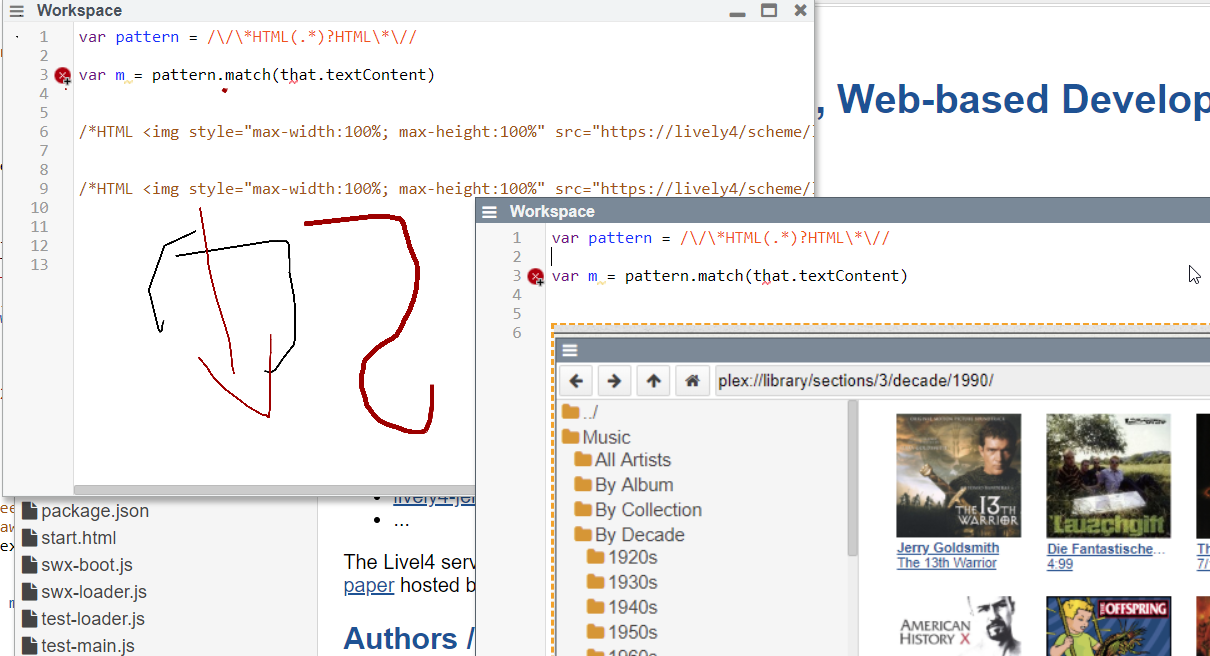 Workspace
1 var pattern = /\/\*HTML(.*)?HTML\*\//
2
3 var m = pattern.match(that.textContent)
4
5
6 /*HTML <img style="max-width:100%; max-height:100%" src="https://lively4/scheme/
7
8
9 /*HTML <img style="max-width:100%; max-height:100%" src="https://lively4/scheme/
10
11
12
13
, Web-based Develop
Workspace
1 var pattern = /\/\*HTML(.*)?HTML\*\//
2
3 var m = pattern.match(that.textContent)
4
5
6
plex://library/sections/3/decade/1990/
../
Music
All Artists
By Album
By Collection
By Decade
1920s
1930s
1940s
1950s
1960s
ORIGINAL MOTION PICTURE SOUNDTRACK
THE 13TH
WARRIOR
Jerry Goldsmith
The 13th Warrior
Lauschgift
Die Fantastische...
4:99
Th
7/
AMERICAN
HISTORY X
THE OFFSPRING
package.json
start.html
swx-boot.js
swx-loader.js
test-loader.js
test-main.js
lively4-je
...
The Livel4 serv
paper hosted b
Authors /